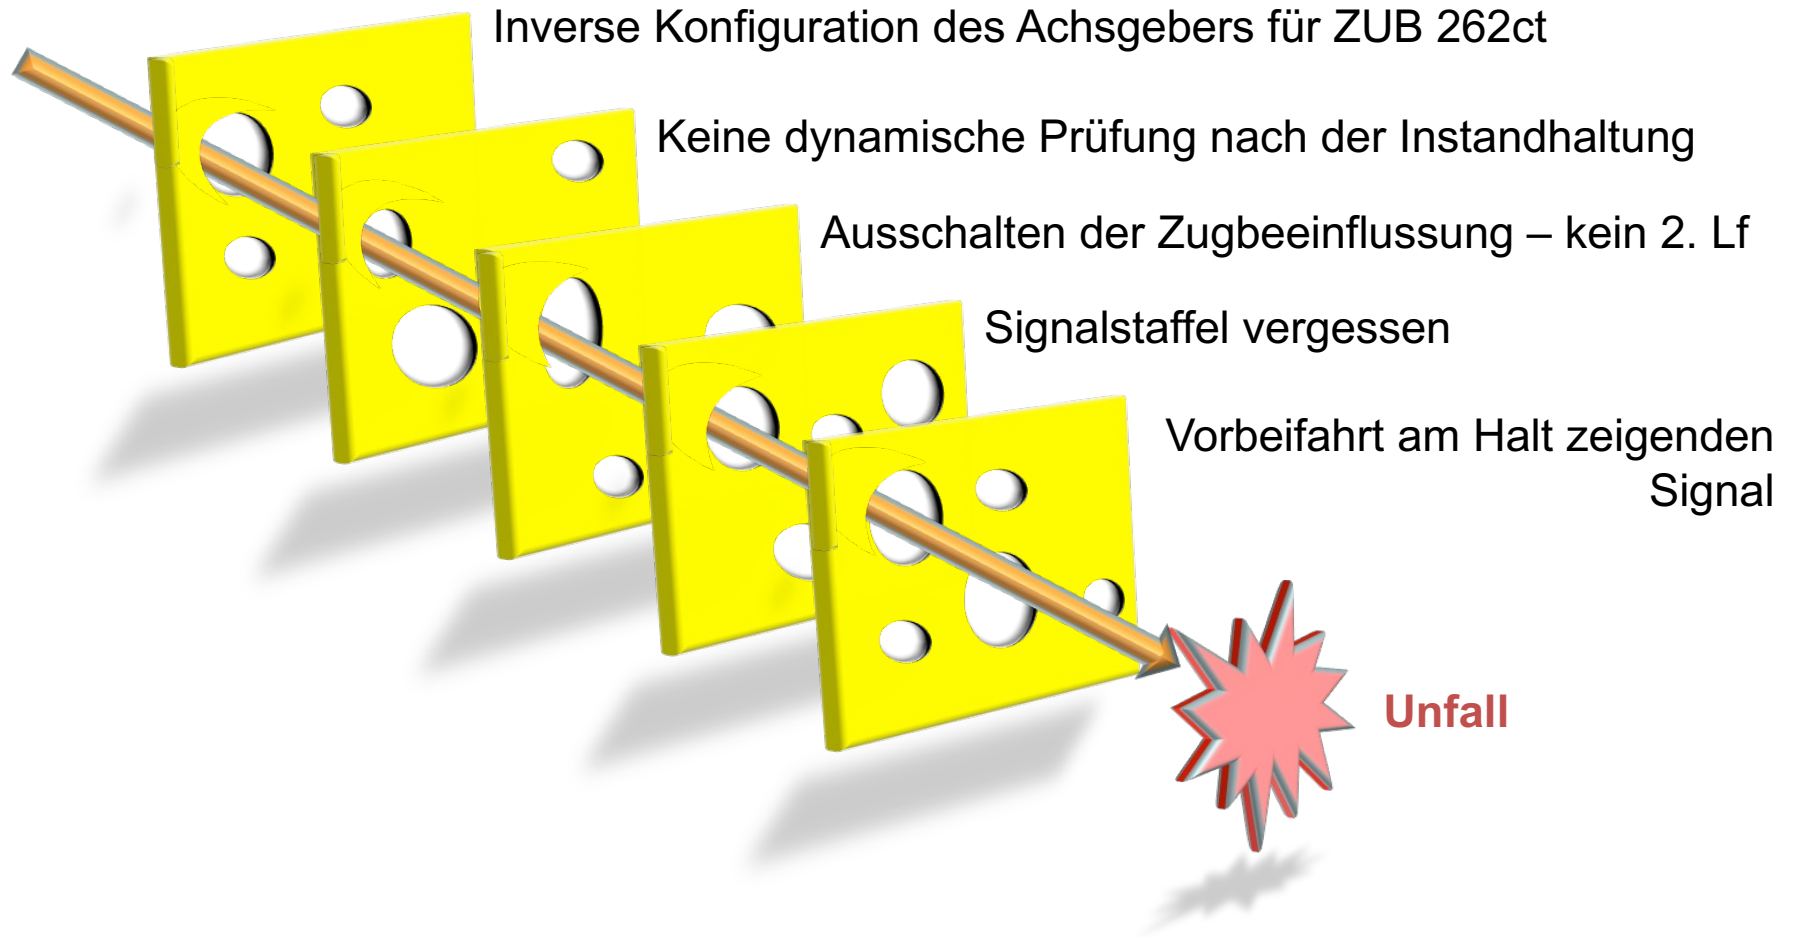 Inverse Konfiguration des Achsgebers für ZUB 262ct
Keine dynamische Prüfung nach der Instandhaltung
Ausschalten der Zugbeeinflussung – kein 2. Lf
Signalstaffel vergessen
Vorbeifahrt am Halt zeigenden
Signal
Unfall